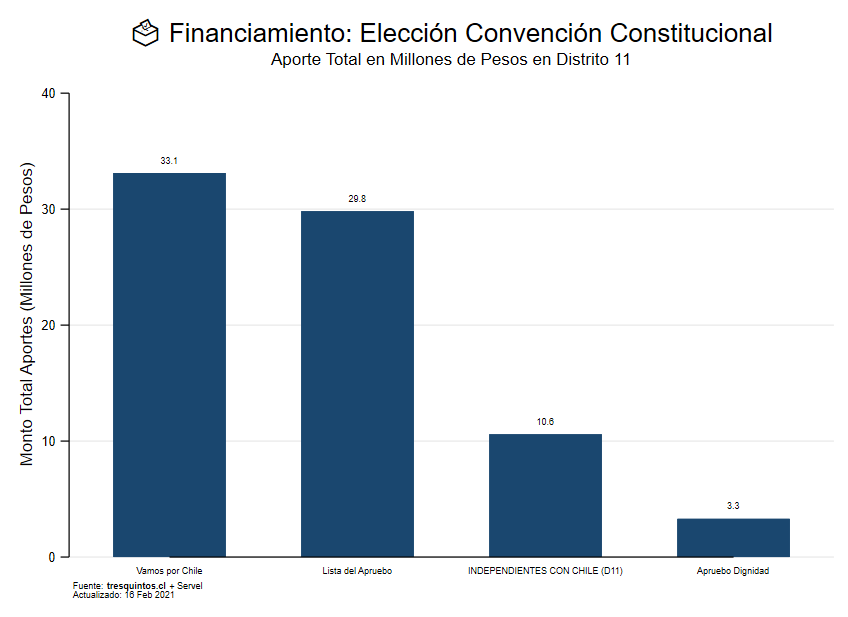 Financiamiento: Elección Convención Constitucional
Aporte Total en Millones de Pesos en Distrito 11
Monto Total Aportes (Millones de Pesos)
40
30
20
10
0
33.1
29.8
10.6
3.3
Vamos por Chile
Lista del Apruebo
INDEPENDIENTES CON CHILE (D11)
Apruebo Dignidad
Fuente: tresquintos.cl + Servel
Actualizado: 16 Feb 2021